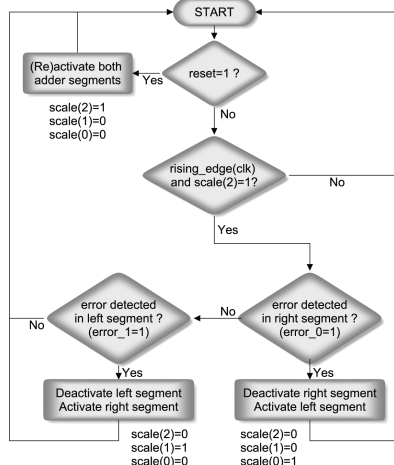 START
reset=1 ?
Yes
No
(Re)activate both
adder segments
scale(2)=1
scale(1)=0
scale(0)=0
rising_edge(clk)
and scale(2)=1?
No
Yes
error detected
in right segment ?
(error_0=1)
No
Yes
error detected
in left segment ?
(error_1=1)
No
Yes
Deactivate left segment
Activate right segment
scale(2)=0
scale(1)=1
scale(0)=0
Deactivate right segment
Activate left segment
scale(2)=0
scale(1)=0
scale(0)=1